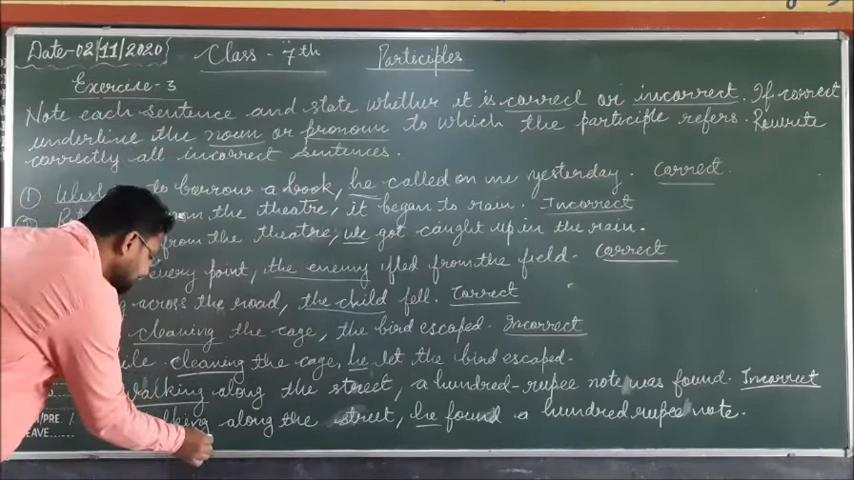 Date-02/11/2020 Class - 7th Participles
Exercise-3
Note each sentence and state whether it is correct or incorrect. If correct
underline the noun or pronoun to which the participle refers. Rewrite
correctly all incorrect sentences.
① to borrow a book, he called on me yesterday. Correct
② from the theatre, it began to rain. Incorrect
from the theatre, we got caught up in the rain.
every point, the enemy fled from the field. Correct
across the road, the child fell. Correct
cleaning the cage, the bird escaped. Incorrect
cleaning the cage, he let the bird escaped.
walking along the street, a hundred-rupee note was found. Incorrect
along the street, he found a hundred rupee note.